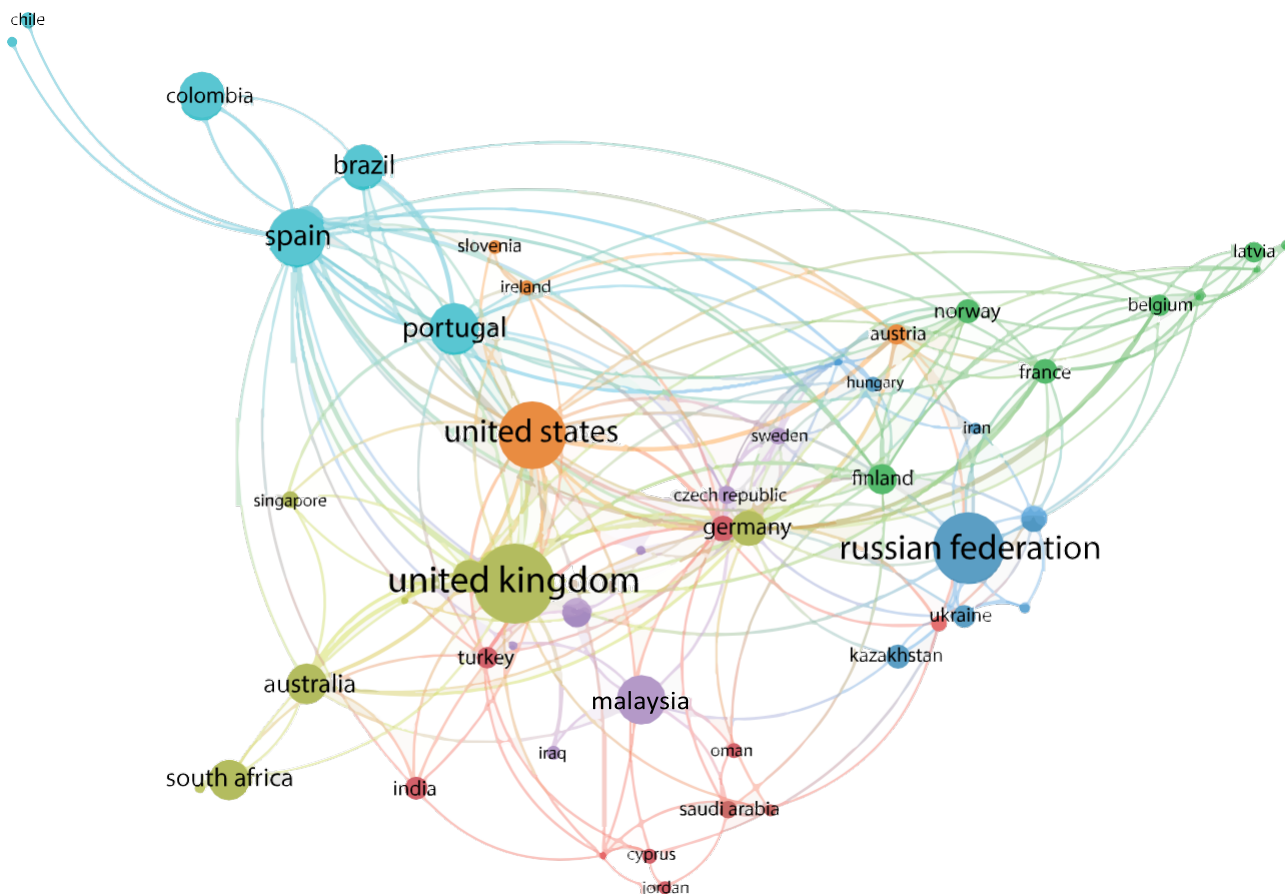 chile
colombia
brazil
spain
slovenia
latvia
ireland
belgium
norway
portugal
austria
france
hungary
united states
iran
sweden
finland
czech republic
singapore
germany
russian federation
united kingdom
ukraine
kazakhstan
turkey
australia
malaysia
oman
iraq
south africa
india
saudi arabia
cyprus
jordan